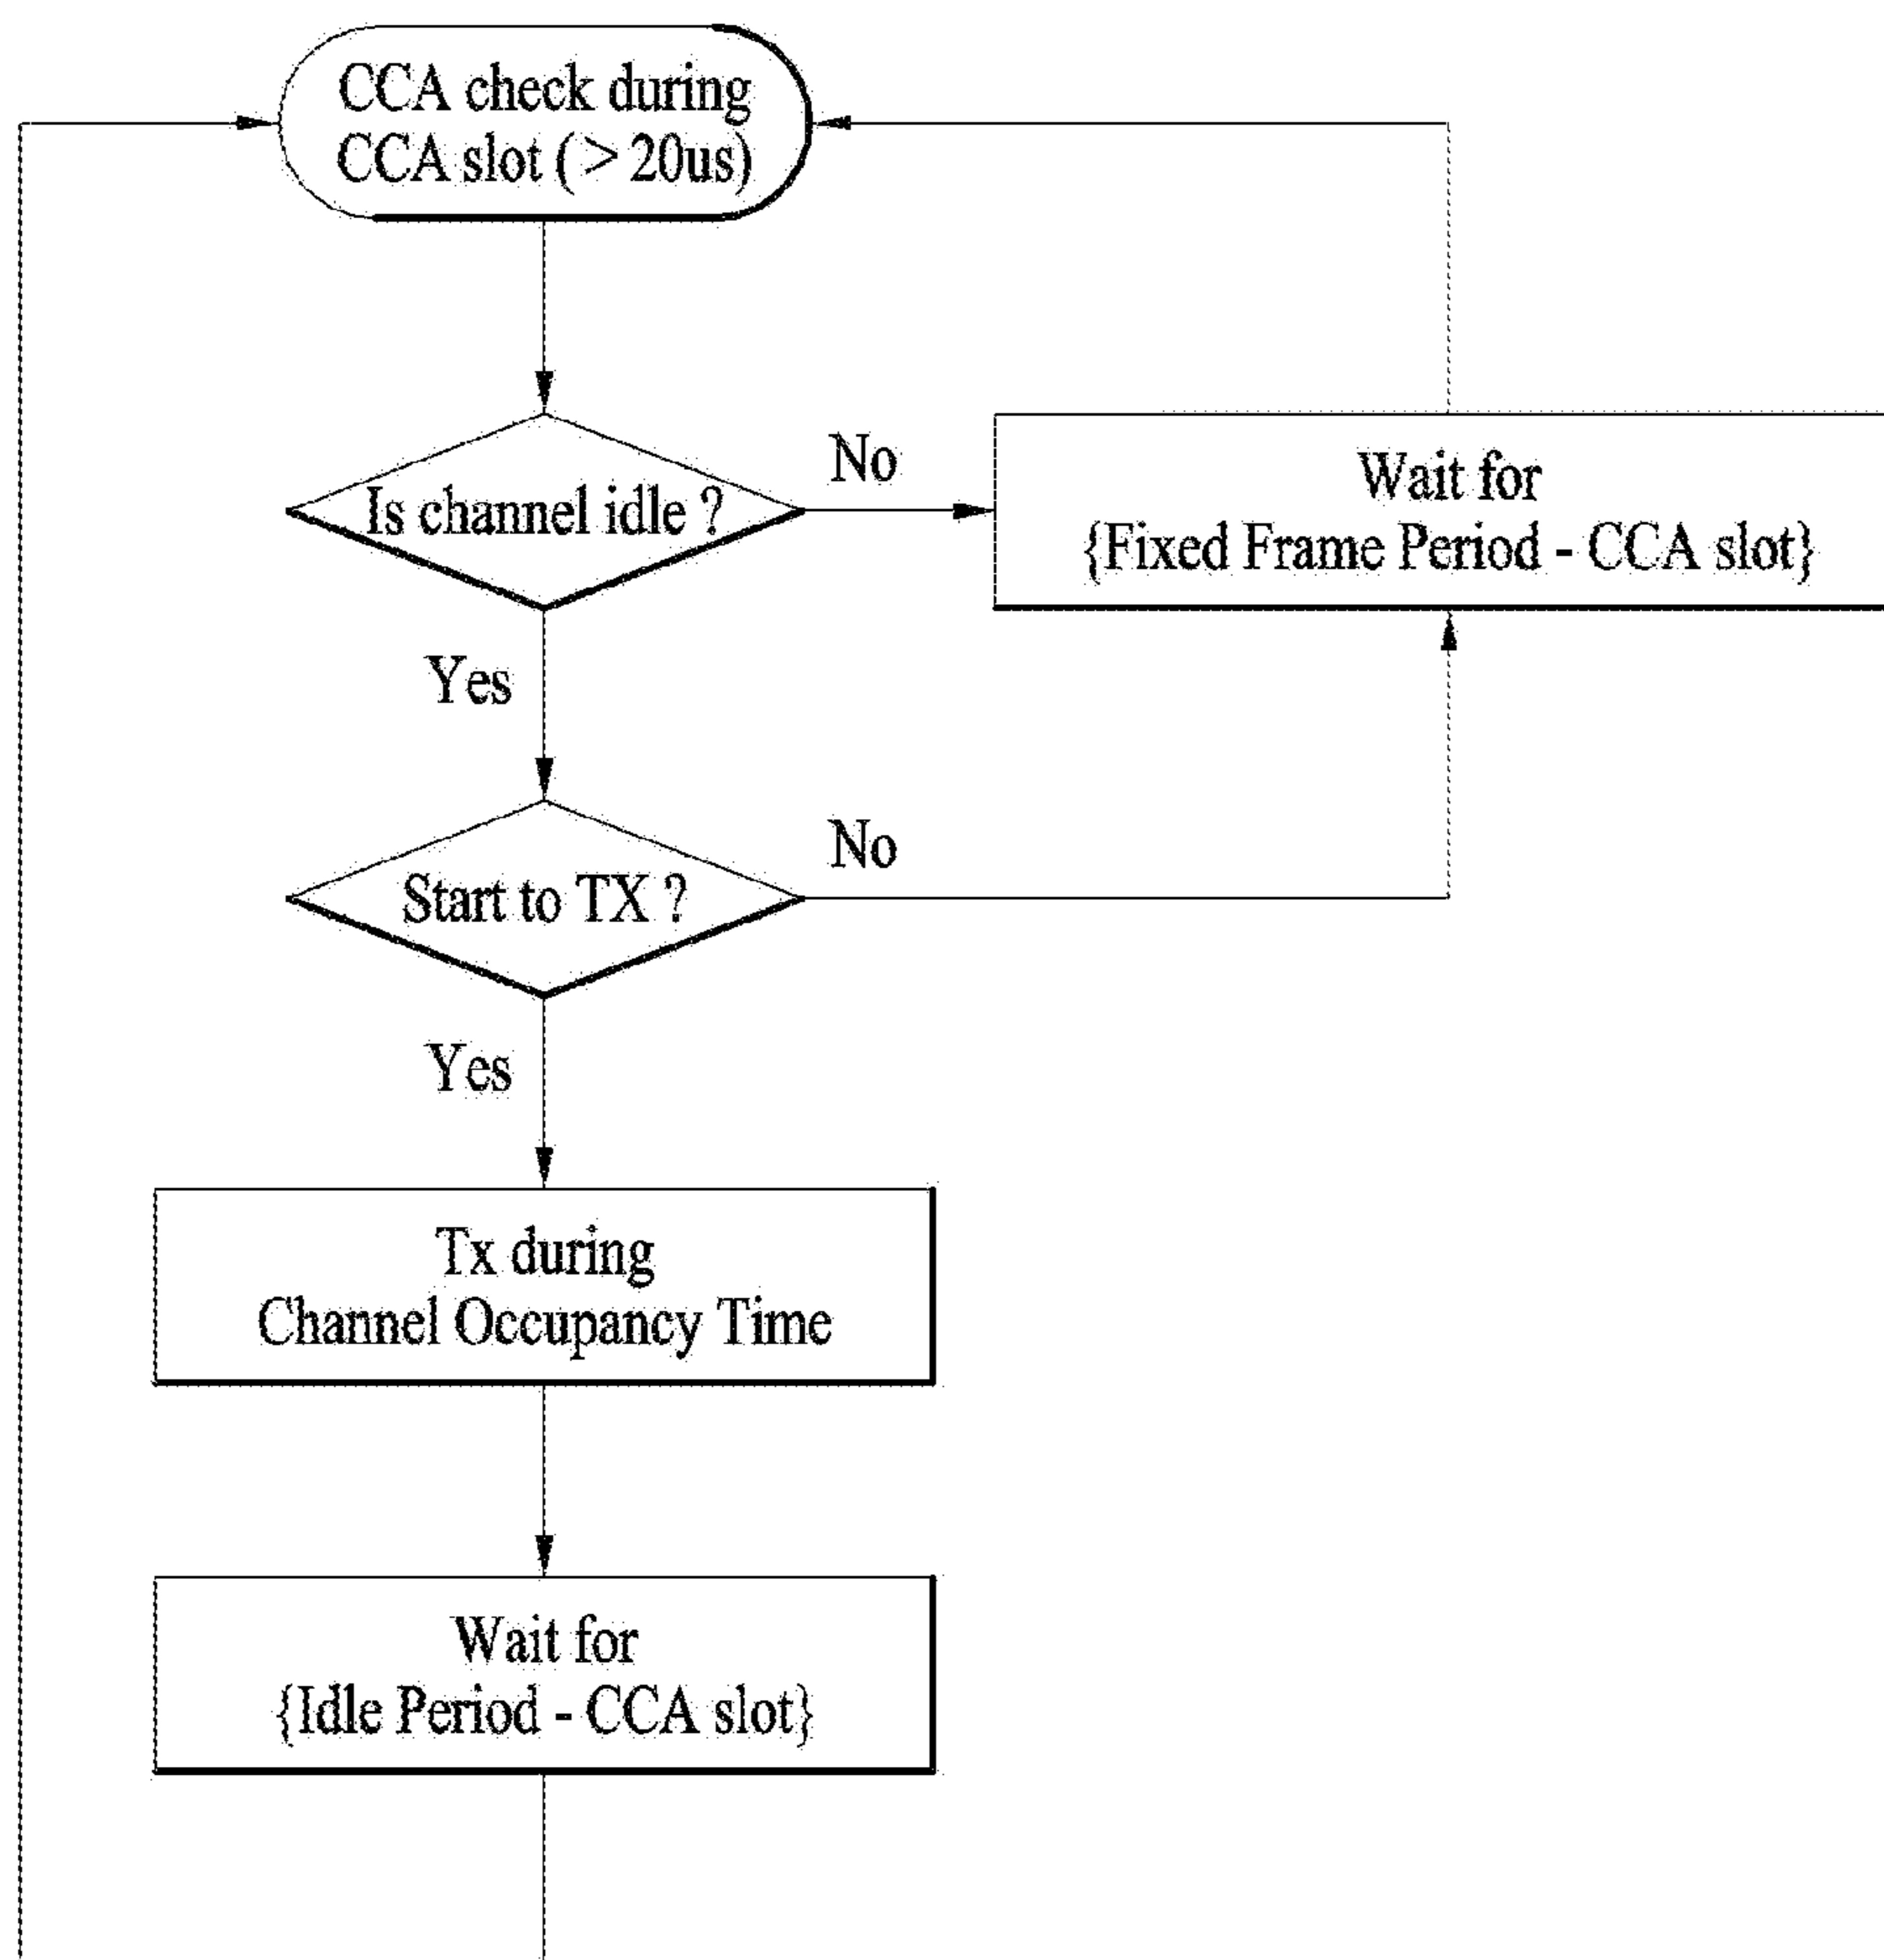 CCA check during
CCA slot ( > 20us)
Is channel idle ?
No
Wait for
{Fixed Frame Period - CCA slot}
Yes
Start to TX ?
No
Yes
Tx during
Channel Occupancy Time
Wait for
{Idle Period - CCA slot}